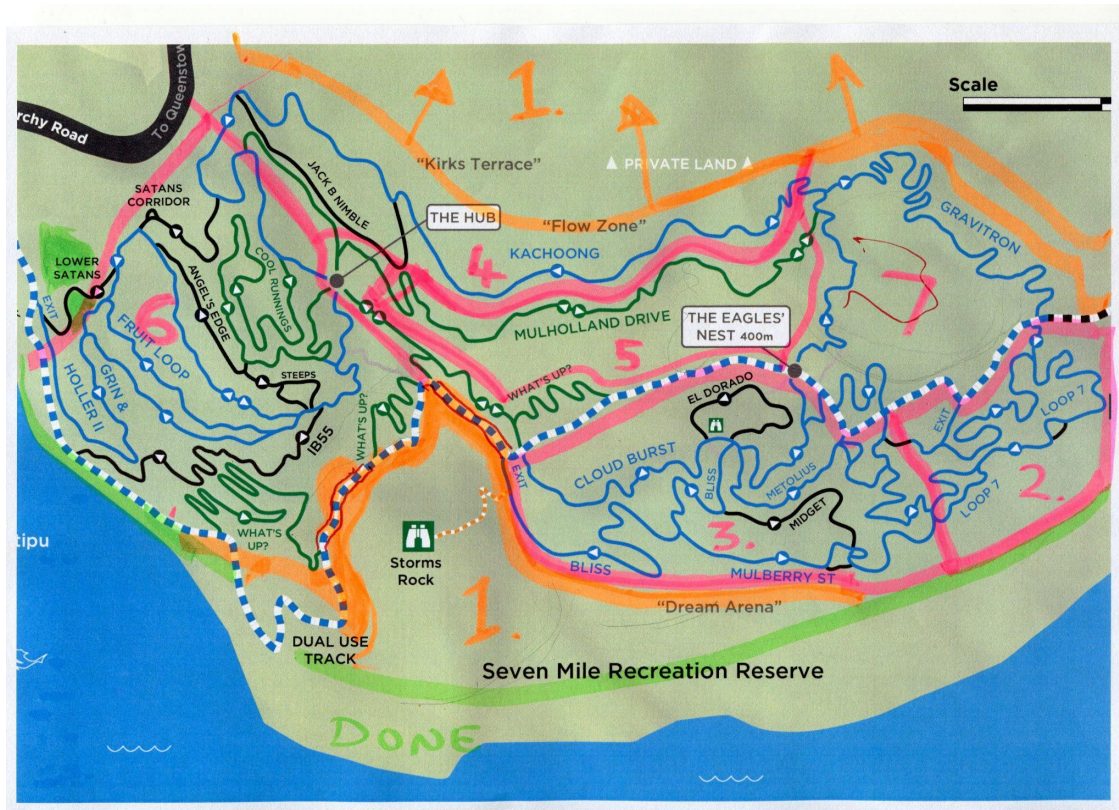 To Queenstow
rchy Road
1.
Scale
"Kirks Terrace"
PRIVATE LAND
JACK B NIMBLE
SATANS
CORRIDOR
THE HUB
"Flow Zone"
GRAVITRON
LOWER
SATANS
4
KACHOONG
COOL RUNNINGS
ANGEL'S EDGE
EXIT
6
7
MULHOLLAND DRIVE
THE EAGLES'
NEST 400m
FRUIT LOOP
5
GRIN &
HOLLER II
STEEPS
WHAT'S UP?
EL DORADO
LOOP 7
EXIT
WHAT'S UP?
IB55
CLOUD BURST
EXIT
BLISS
METOLIUS
2.
LOOP 7
MIDGET
3.
tipu
WHAT'S
UP?
Storms
Rock
BLISS
MULBERRY ST
1.
"Dream Arena"
DUAL USE
TRACK
Seven Mile Recreation Reserve
DONE